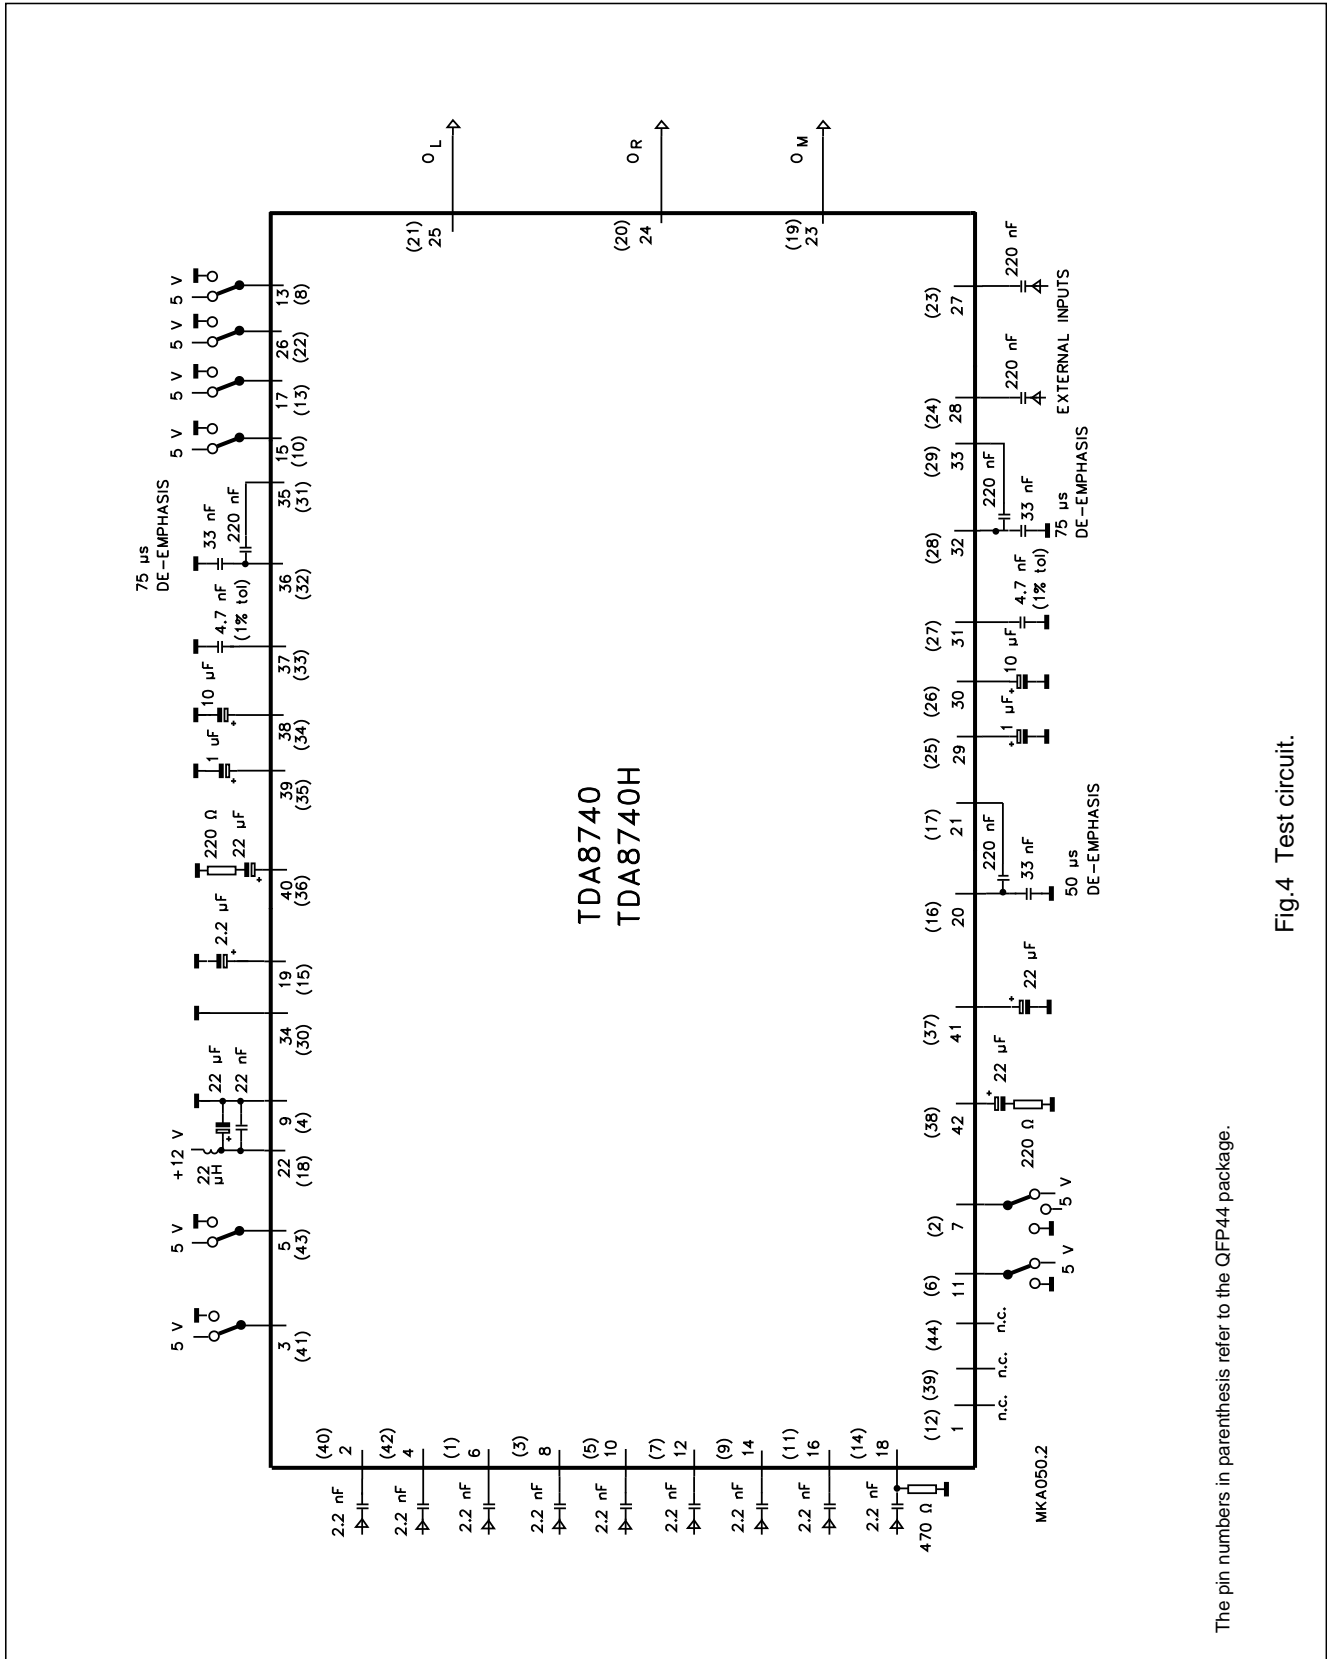 O L
O R
O M
(21)
25
(20)
24
(19)
23
5 V
13
(8)
5 V
26
(22)
5 V
17
(13)
5 V
15
(10)
75 µs
DE-EMPHASIS
35
(31)
33 nF
220 nF
36
(32)
4.7 nF
(1% tol)
37
(33)
10 µF
+
38
(34)
1 uF
+
39
(35)
220 Ω
22 µF
+
40
(36)
2.2 µF
+
19
(15)
34
(30)
22 µF
22 nF
+
9
(4)
+12 V
22
µH
22
(18)
5 V
5
(43)
5 V
3
(41)
TDA8740
TDA8740H
220 nF
(23)
27
EXTERNAL INPUTS
220 nF
(24)
28
(29)
33
220 nF
33 nF
(28)
32
75 µs
DE-EMPHASIS
4.7 nF
(1% tol)
(27)
31
10 µF
+
(26)
30
1 µF
+
(25)
29
(17)
21
220 nF
33 nF
(16)
20
50 µs
DE-EMPHASIS
22 µF
+
(37)
41
22 µF
+
(38)
42
220 Ω
(2)
7
5 V
(6)
11
5 V
(44)
n.c.
(39)
n.c.
(12)
1
n.c.
(40)
2
2.2 nF
(42)
4
2.2 nF
(1)
6
2.2 nF
(3)
8
2.2 nF
(5)
10
2.2 nF
(7)
12
2.2 nF
(9)
14
2.2 nF
(11)
16
2.2 nF
(14)
18
2.2 nF
470 Ω
MKA050.2
The pin numbers in parenthesis refer to the QFP44 package.
Fig.4 Test circuit.